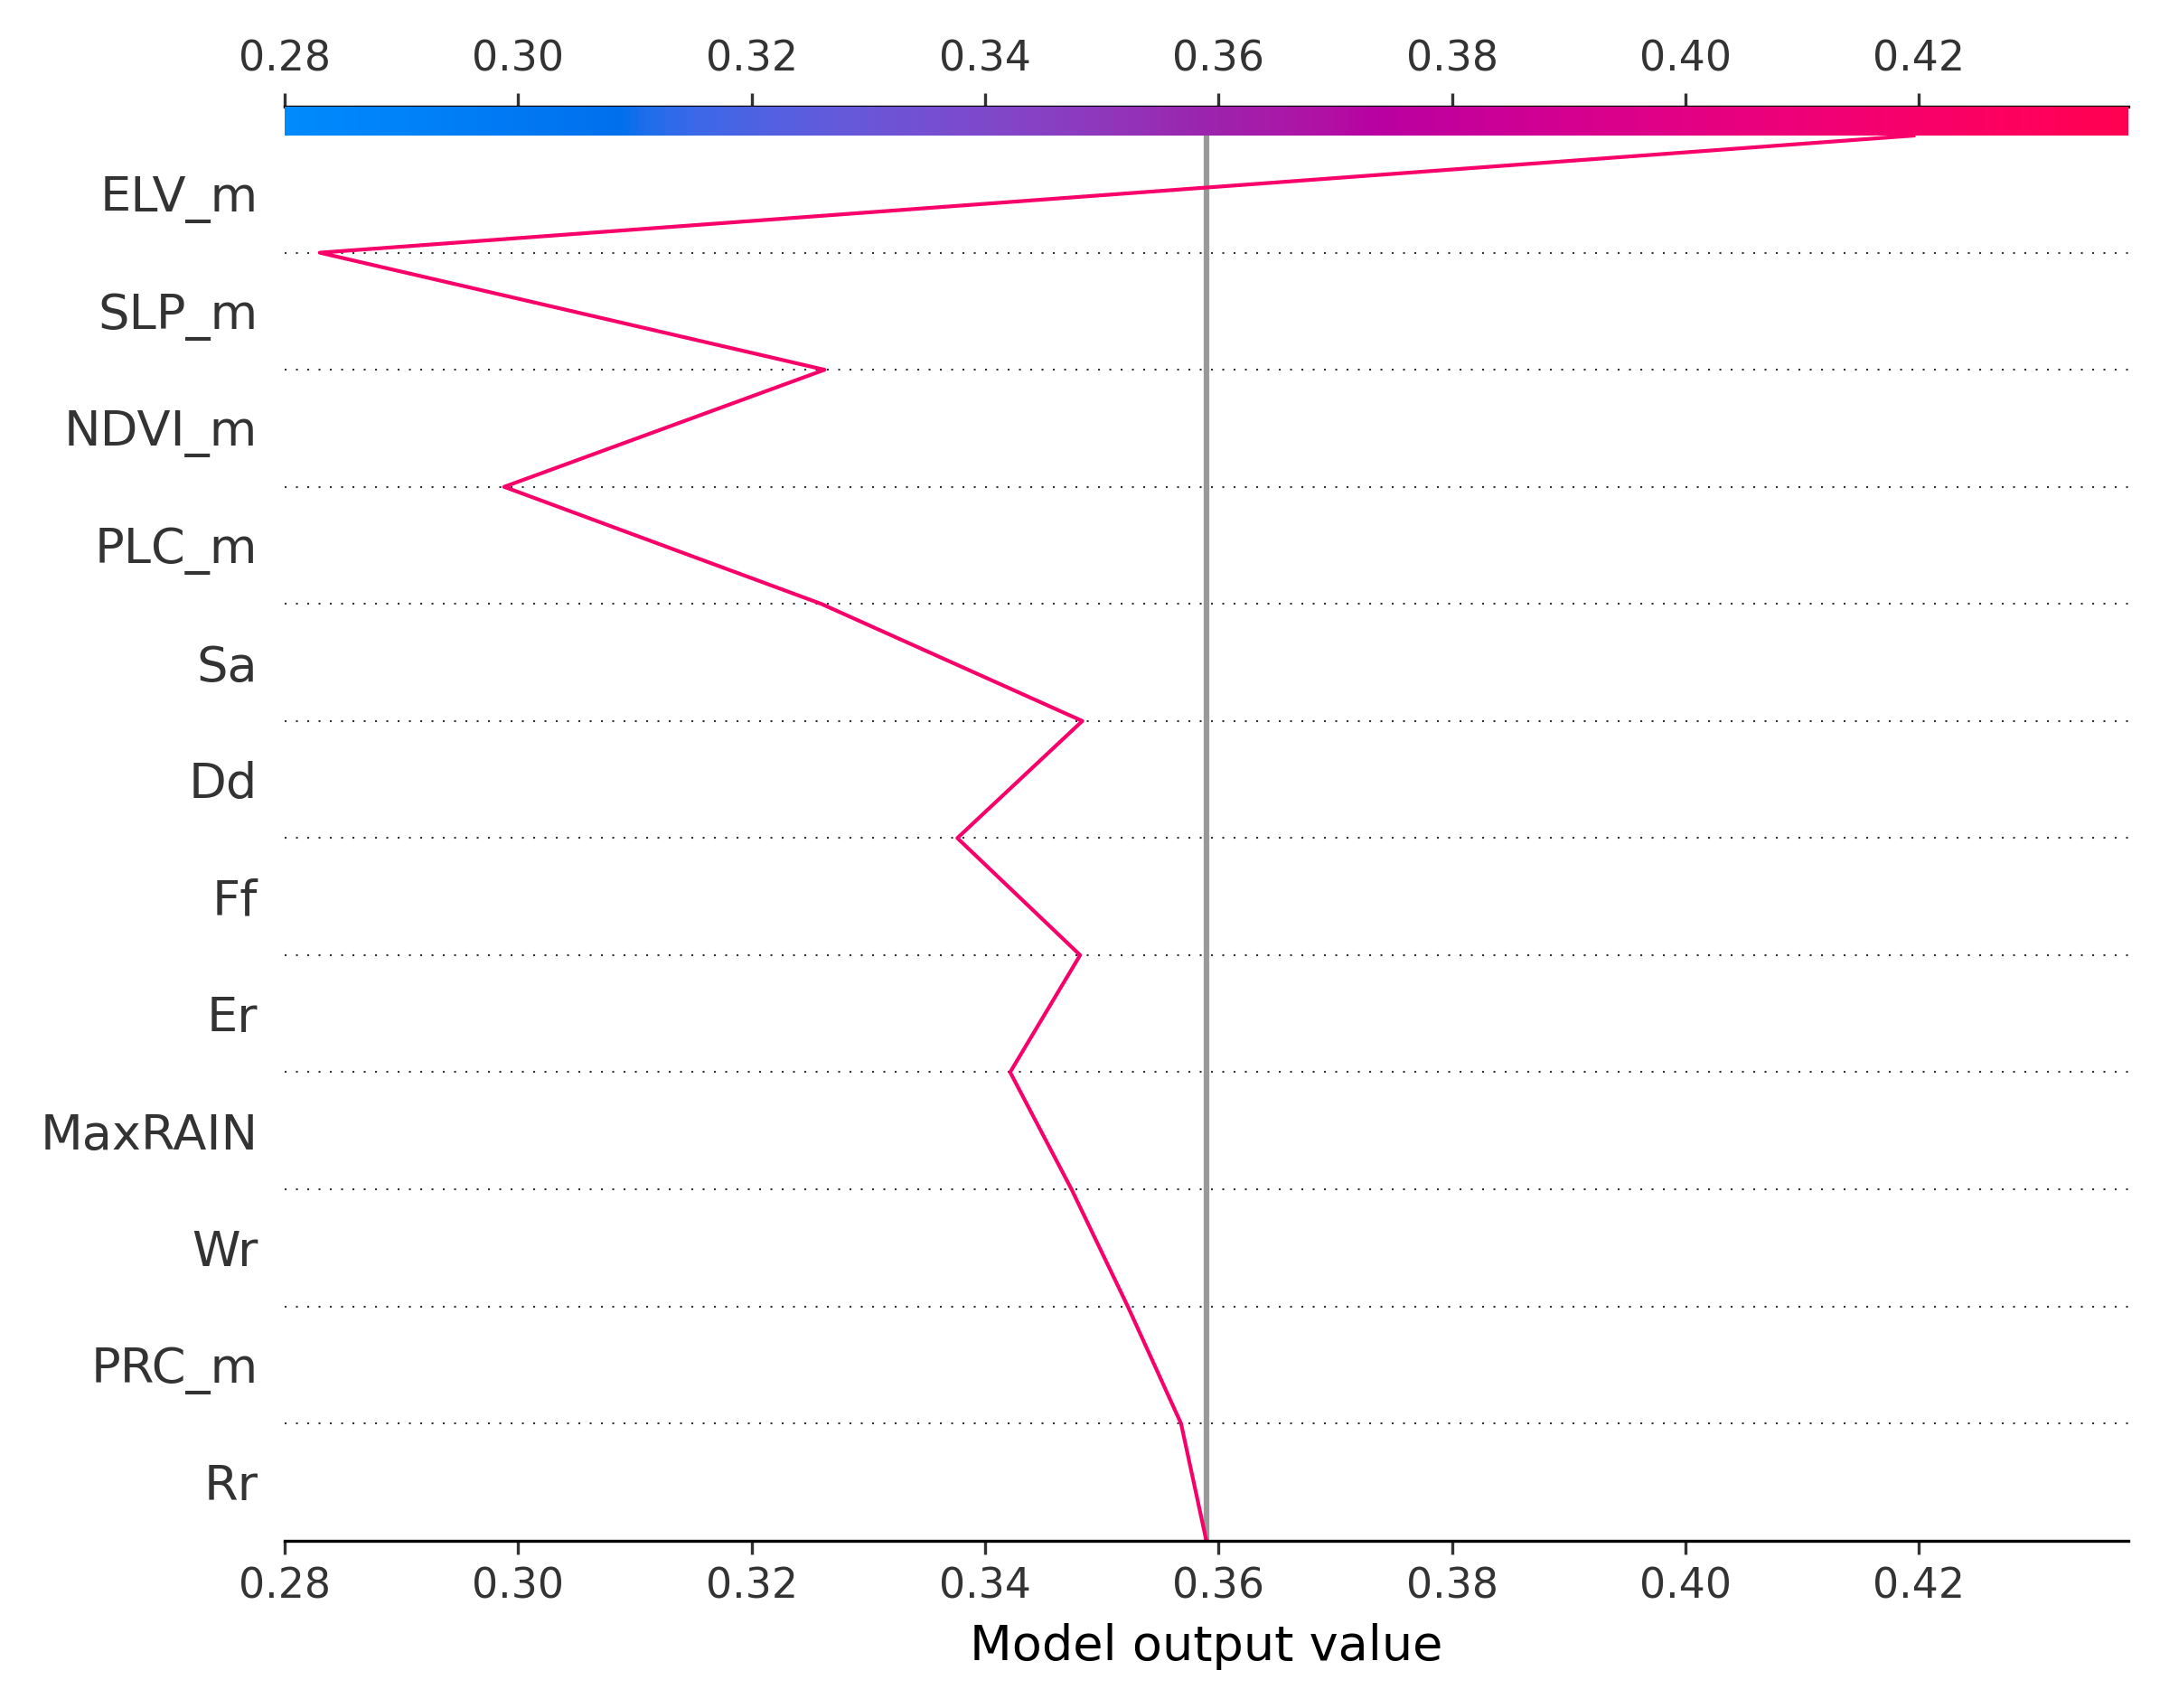 0.28 0.30 0.32 0.34 0.36 0.38 0.40 0.42
ELV_m
SLP_m
NDVI_m
PLC_m
Sa
Dd
Ff
Er
MaxRAIN
Wr
PRC_m
Rr
0.28 0.30 0.32 0.34 0.36 0.38 0.40 0.42
Model output value